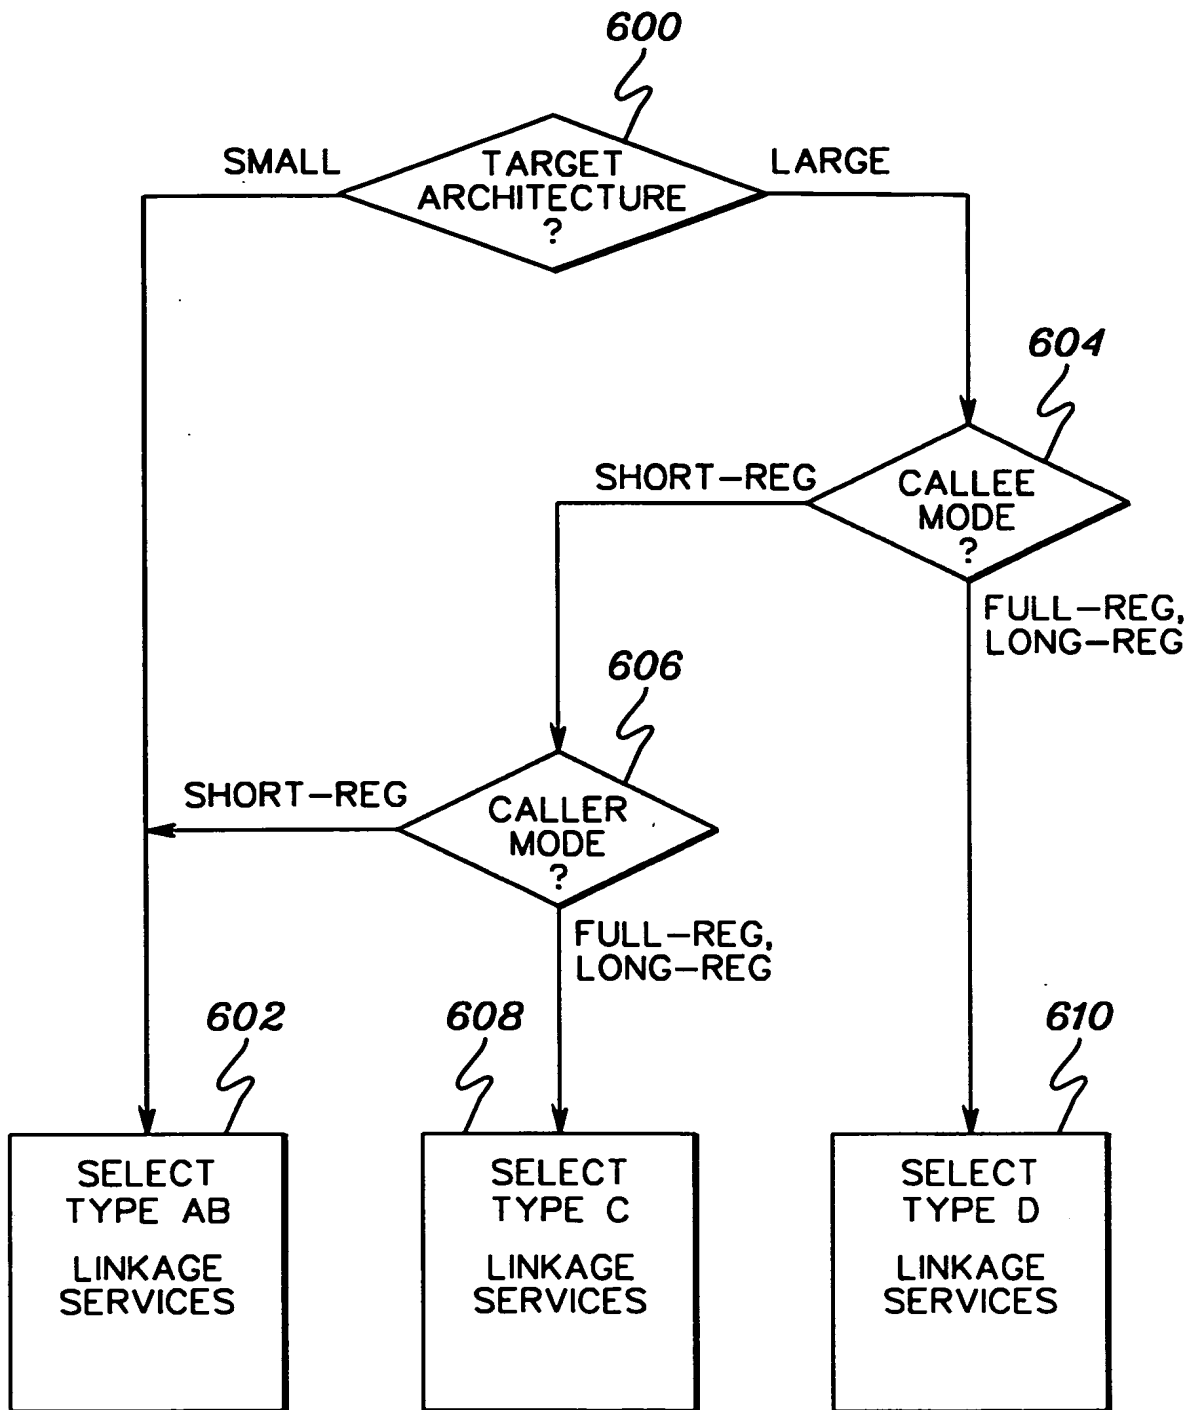 600
SMALL
TARGET
ARCHITECTURE
?
LARGE
604
SHORT-REG
CALLEE
MODE
?
FULL-REG,
LONG-REG
606
SHORT-REG
CALLER
MODE
?
FULL-REG,
LONG-REG
602
608
610
SELECT
TYPE AB
LINKAGE
SERVICES
SELECT
TYPE C
LINKAGE
SERVICES
SELECT
TYPE D
LINKAGE
SERVICES